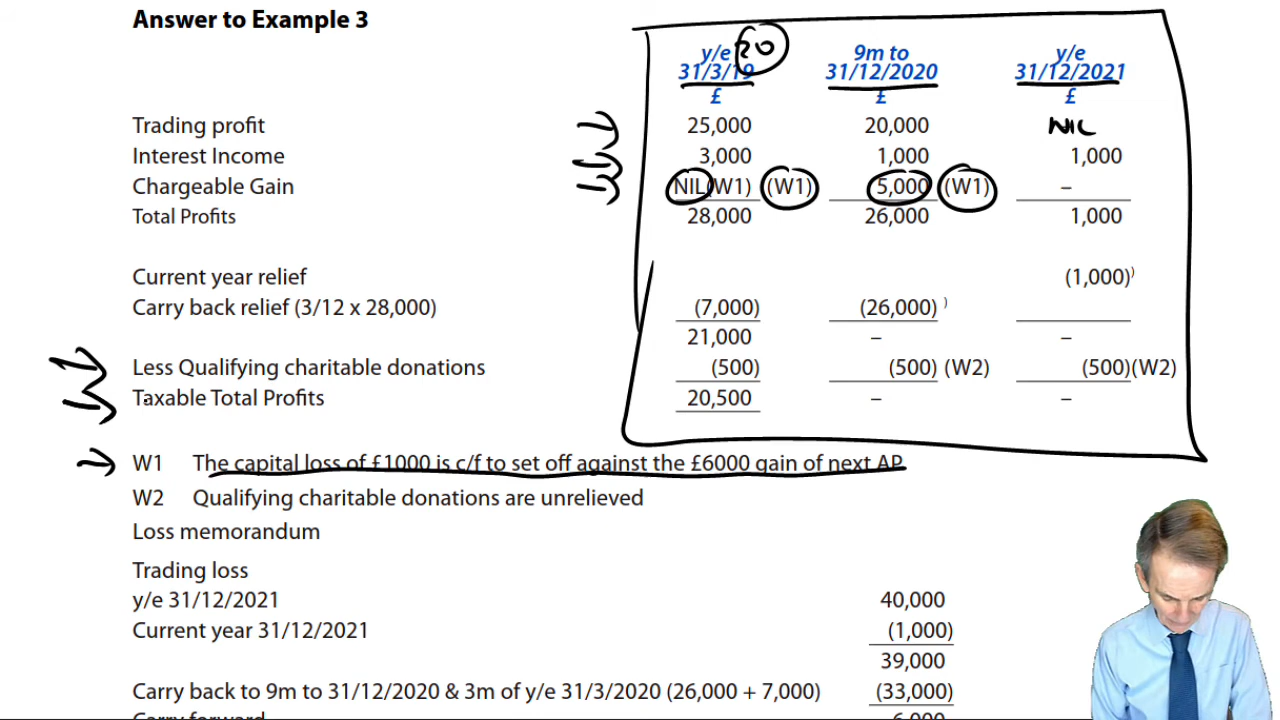 Answer to Example 3
y/e 20 9m to y/e
31/3/19 31/12/2020 31/12/2021
£ £ £
Trading profit 25,000 20,000 NIL
Interest Income 3,000 1,000 1,000
Chargeable Gain NIL(W1) (W1) 5,000 (W1) –
Total Profits 28,000 26,000 1,000
Current year relief (1,000))
Carry back relief (3/12 x 28,000) (7,000) (26,000) )
21,000 – –
Less Qualifying charitable donations (500) (500) (W2) (500)(W2)
Taxable Total Profits 20,500 – –
W1 The capital loss of £1000 is c/f to set off against the £6000 gain of next AP
W2 Qualifying charitable donations are unrelieved
Loss memorandum
Trading loss
y/e 31/12/2021 40,000
Current year 31/12/2021 (1,000)
39,000
Carry back to 9m to 31/12/2020 & 3m of y/e 31/3/2020 (26,000 + 7,000) (33,000)
Carry forward 6,000